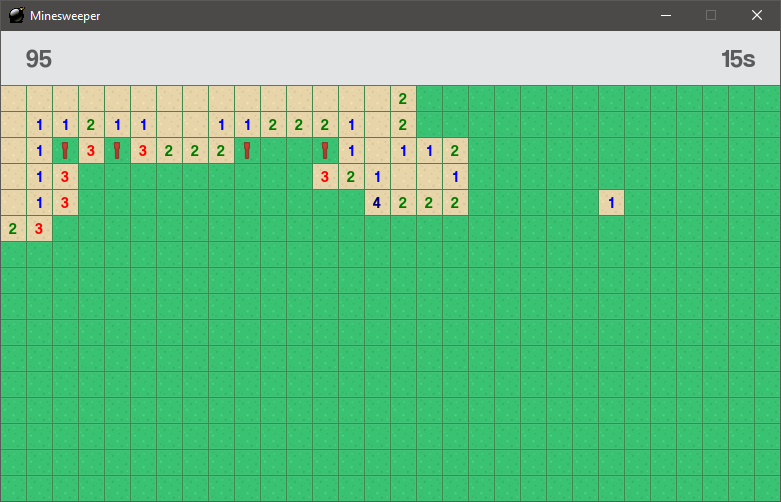 Minesweeper
95 15s
2
1 1 2 1 1 1 1 2 2 2 1 2
1 3 3 2 2 2 1 1 1 2
1 3 3 2 1 1
1 3 4 2 2 2 1
2 3